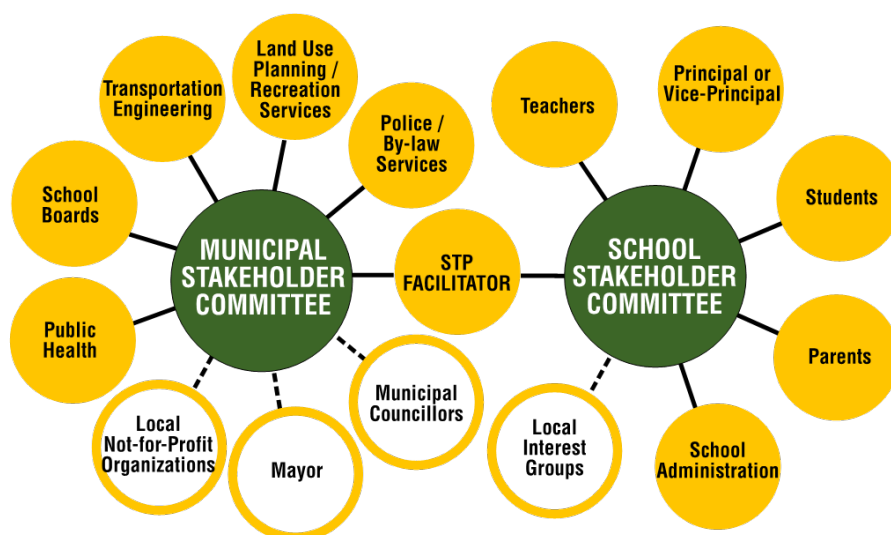 Land Use
Planning /
Recreation
Services
Transportation
Engineering
Police /
By-law
Services
School
Boards
Public
Health
MUNICIPAL
STAKEHOLDER
COMMITTEE
Local
Not-for-Profit
Organizations
Mayor
Municipal
Councillors
STP
FACILITATOR
Teachers
Principal or
Vice-Principal
Students
SCHOOL
STAKEHOLDER
COMMITTEE
Parents
Local
Interest
Groups
School
Administration